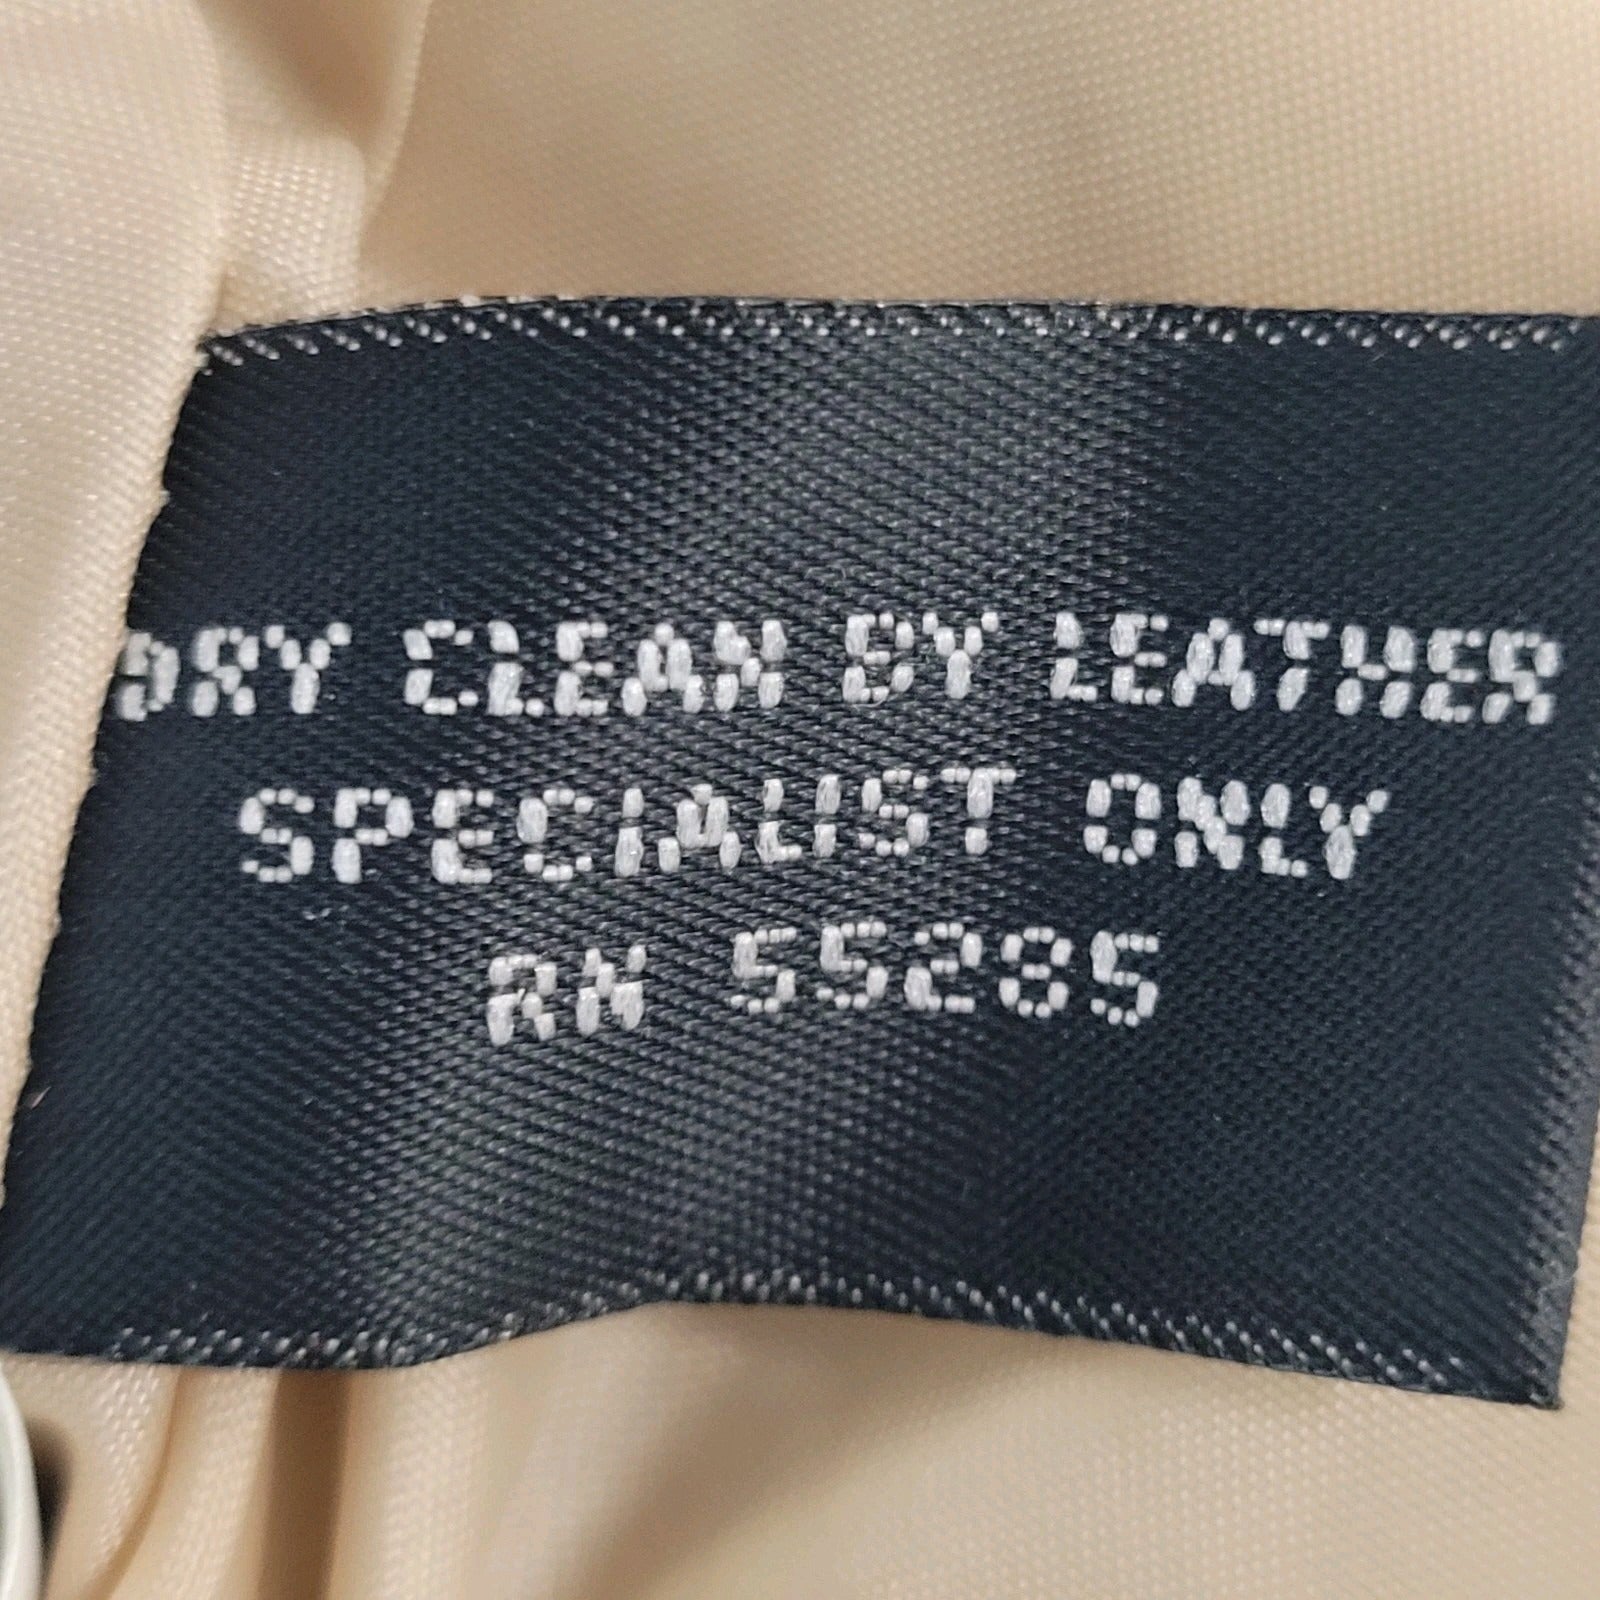 DRY CLEAN BY LEATHER
SPECIALIST ONLY
RN 55285